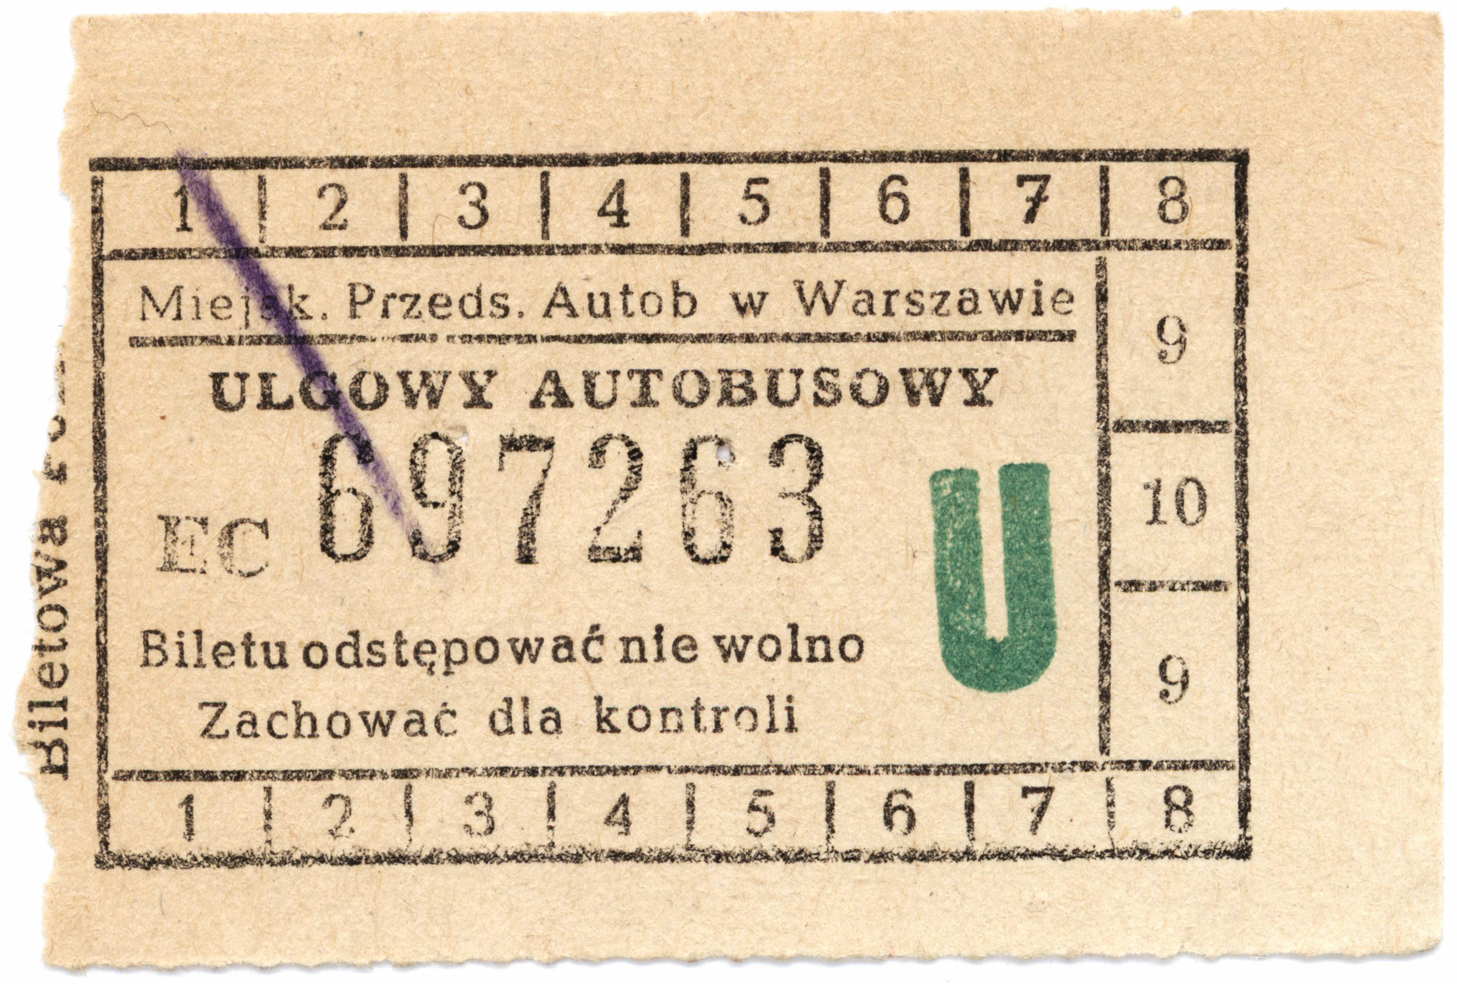 1 2 3 4 5 6 7 8
Miejsk. Przeds. Autob w Warszawie
9
ULGOWY AUTOBUSOWY
EC 697263
U
10
Biletu odstępować nie wolno
9
Zachować dla kontroli
1 2 3 4 5 6 7 8
Biletowa